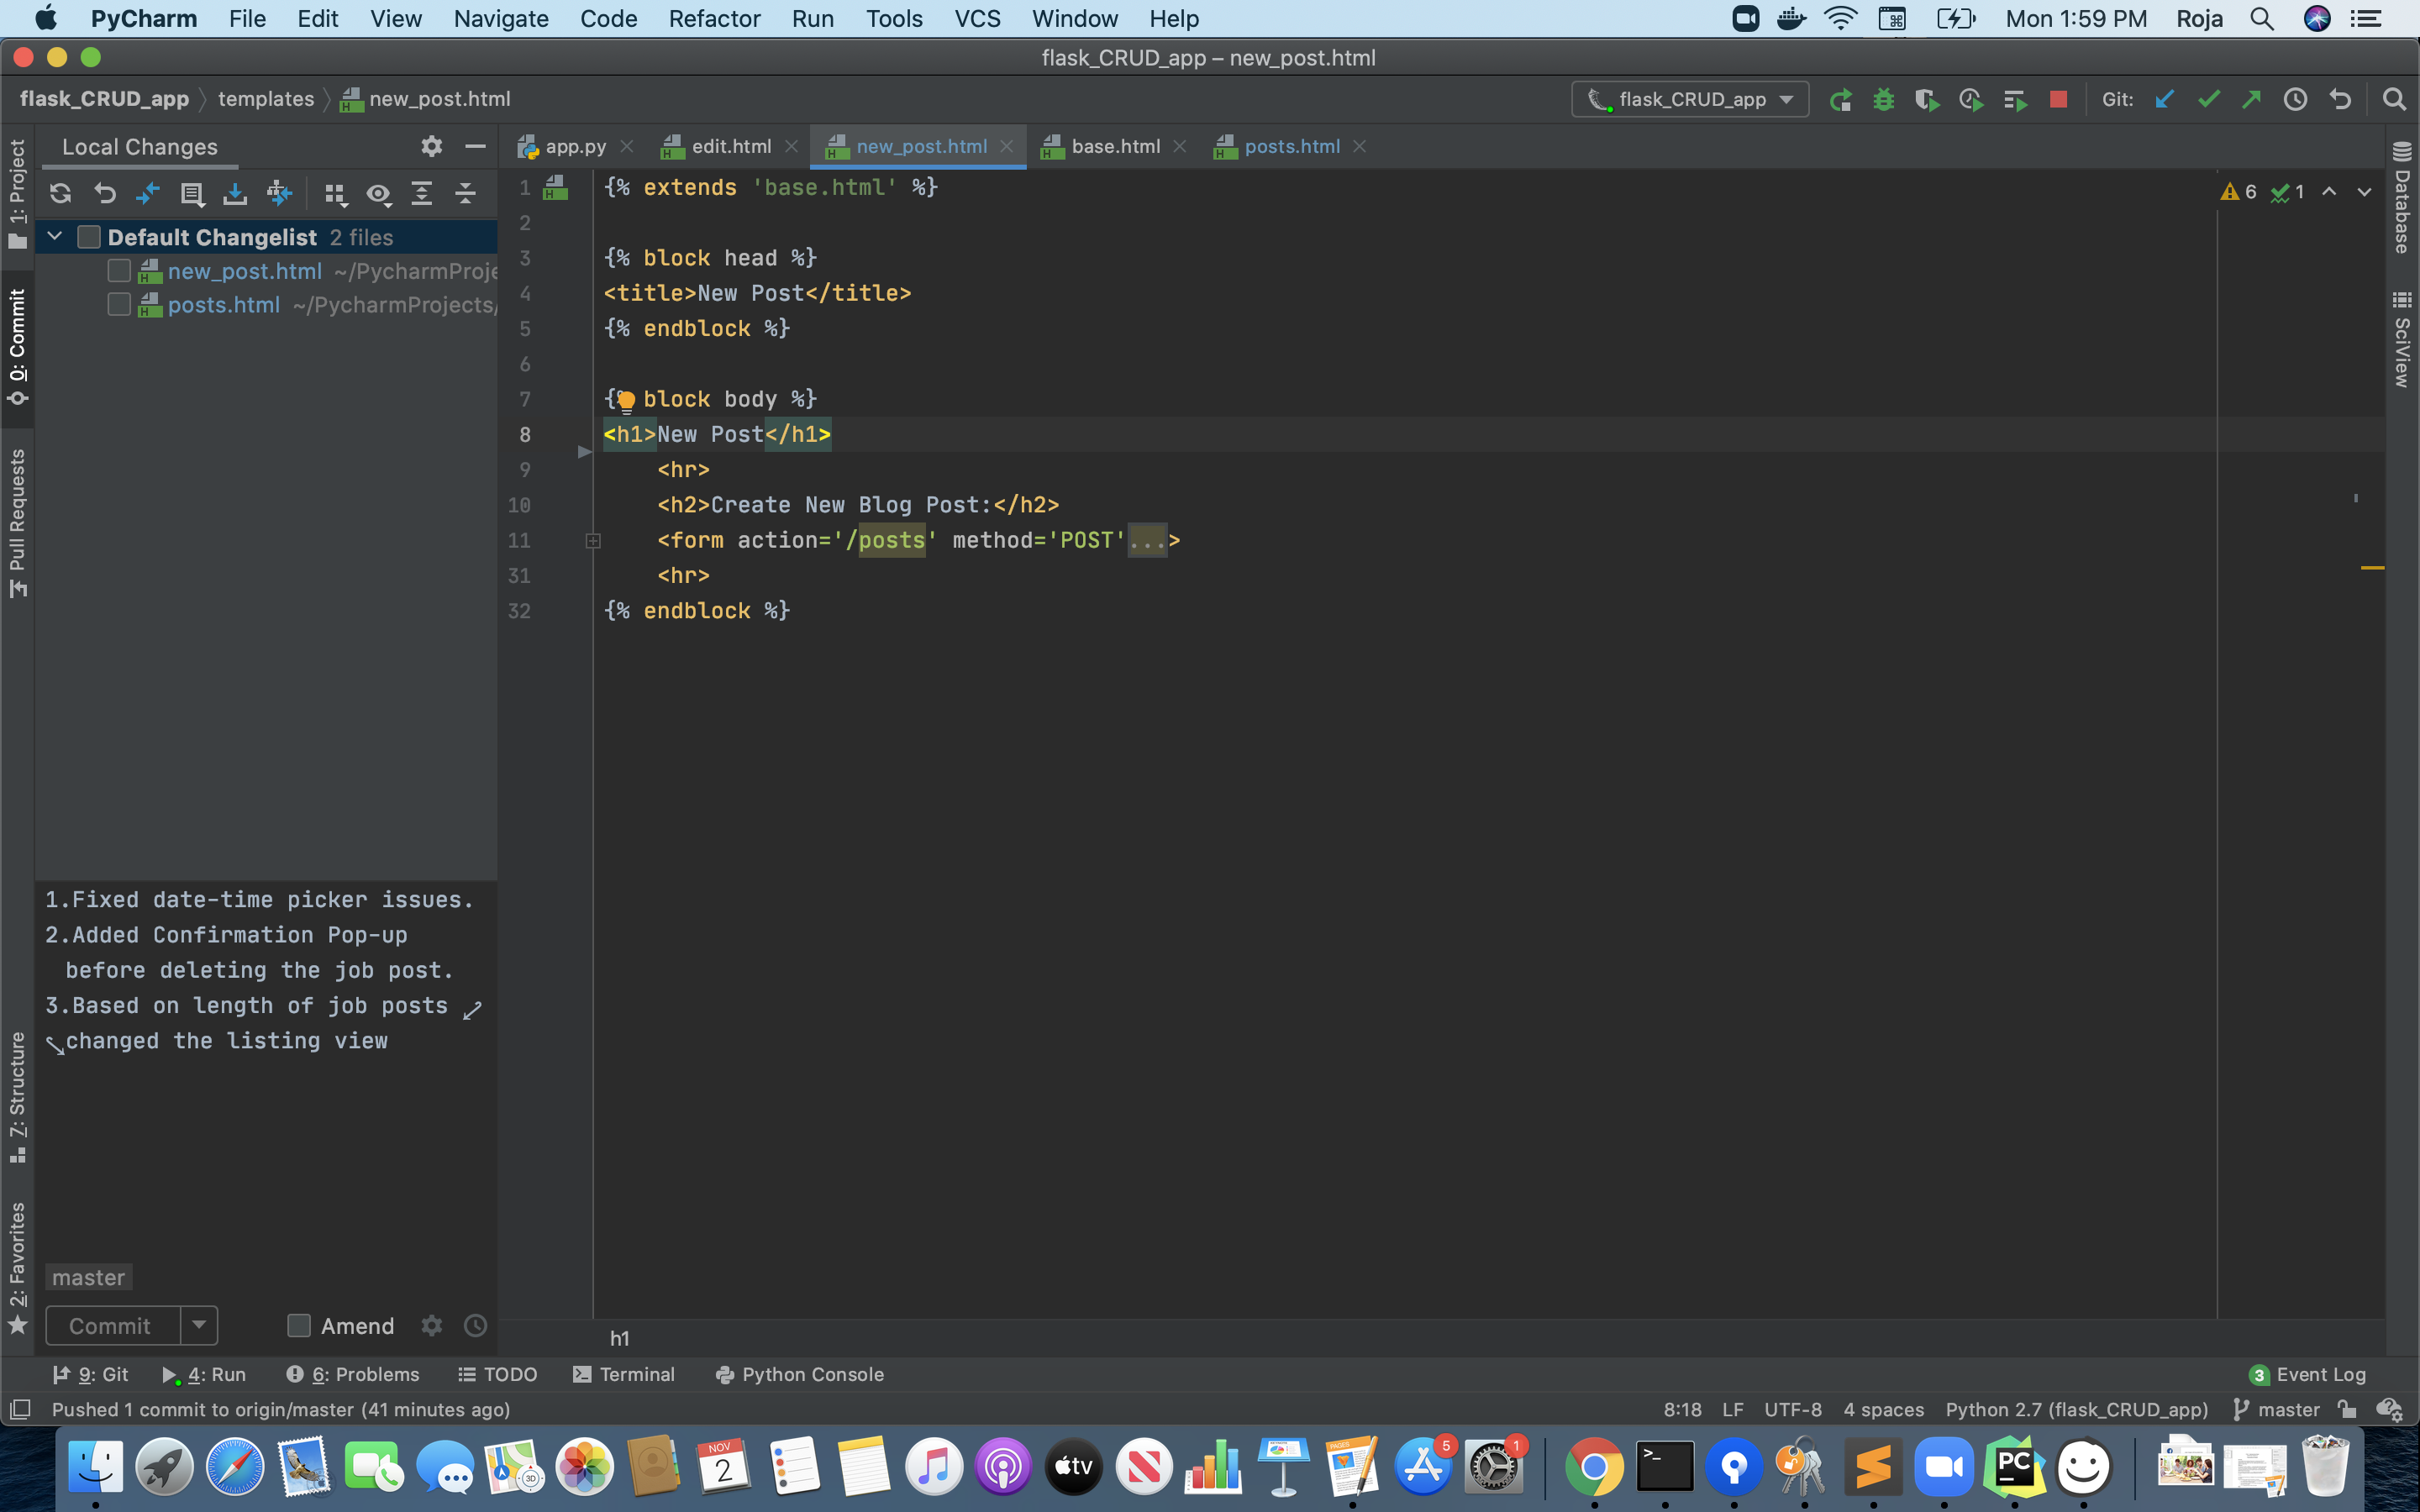 PyCharm File Edit View Navigate Code Refactor Run Tools VCS Window Help Mon 1:59 PM Roja
flask_CRUD_app – new_post.html
flask_CRUD_app templates new_post.html flask_CRUD_app Git:
Local Changes app.py edit.html new_post.html base.html posts.html
1: Project
0: Commit
Pull Requests
Z: Structure
2: Favorites
Database
SciView
Default Changelist 2 files
new_post.html ~/PycharmProje
posts.html ~/PycharmProjects/
1 {% extends 'base.html' %}
2
3 {% block head %}
4 <title>New Post</title>
5 {% endblock %}
6
7 { block body %}
8 <h1>New Post</h1>
9 <hr>
10 <h2>Create New Blog Post:</h2>
11 <form action='/posts' method='POST'...>
31 <hr>
32 {% endblock %}
6 1
1.Fixed date-time picker issues.
2.Added Confirmation Pop-up
before deleting the job post.
3.Based on length of job posts
changed the listing view
master
Commit Amend
h1
9: Git 4: Run 6: Problems TODO Terminal Python Console 3 Event Log
Pushed 1 commit to origin/master (41 minutes ago) 8:18 LF UTF-8 4 spaces Python 2.7 (flask_CRUD_app) master
3D NOV 2 tv PAGES 5 1 >_ PC